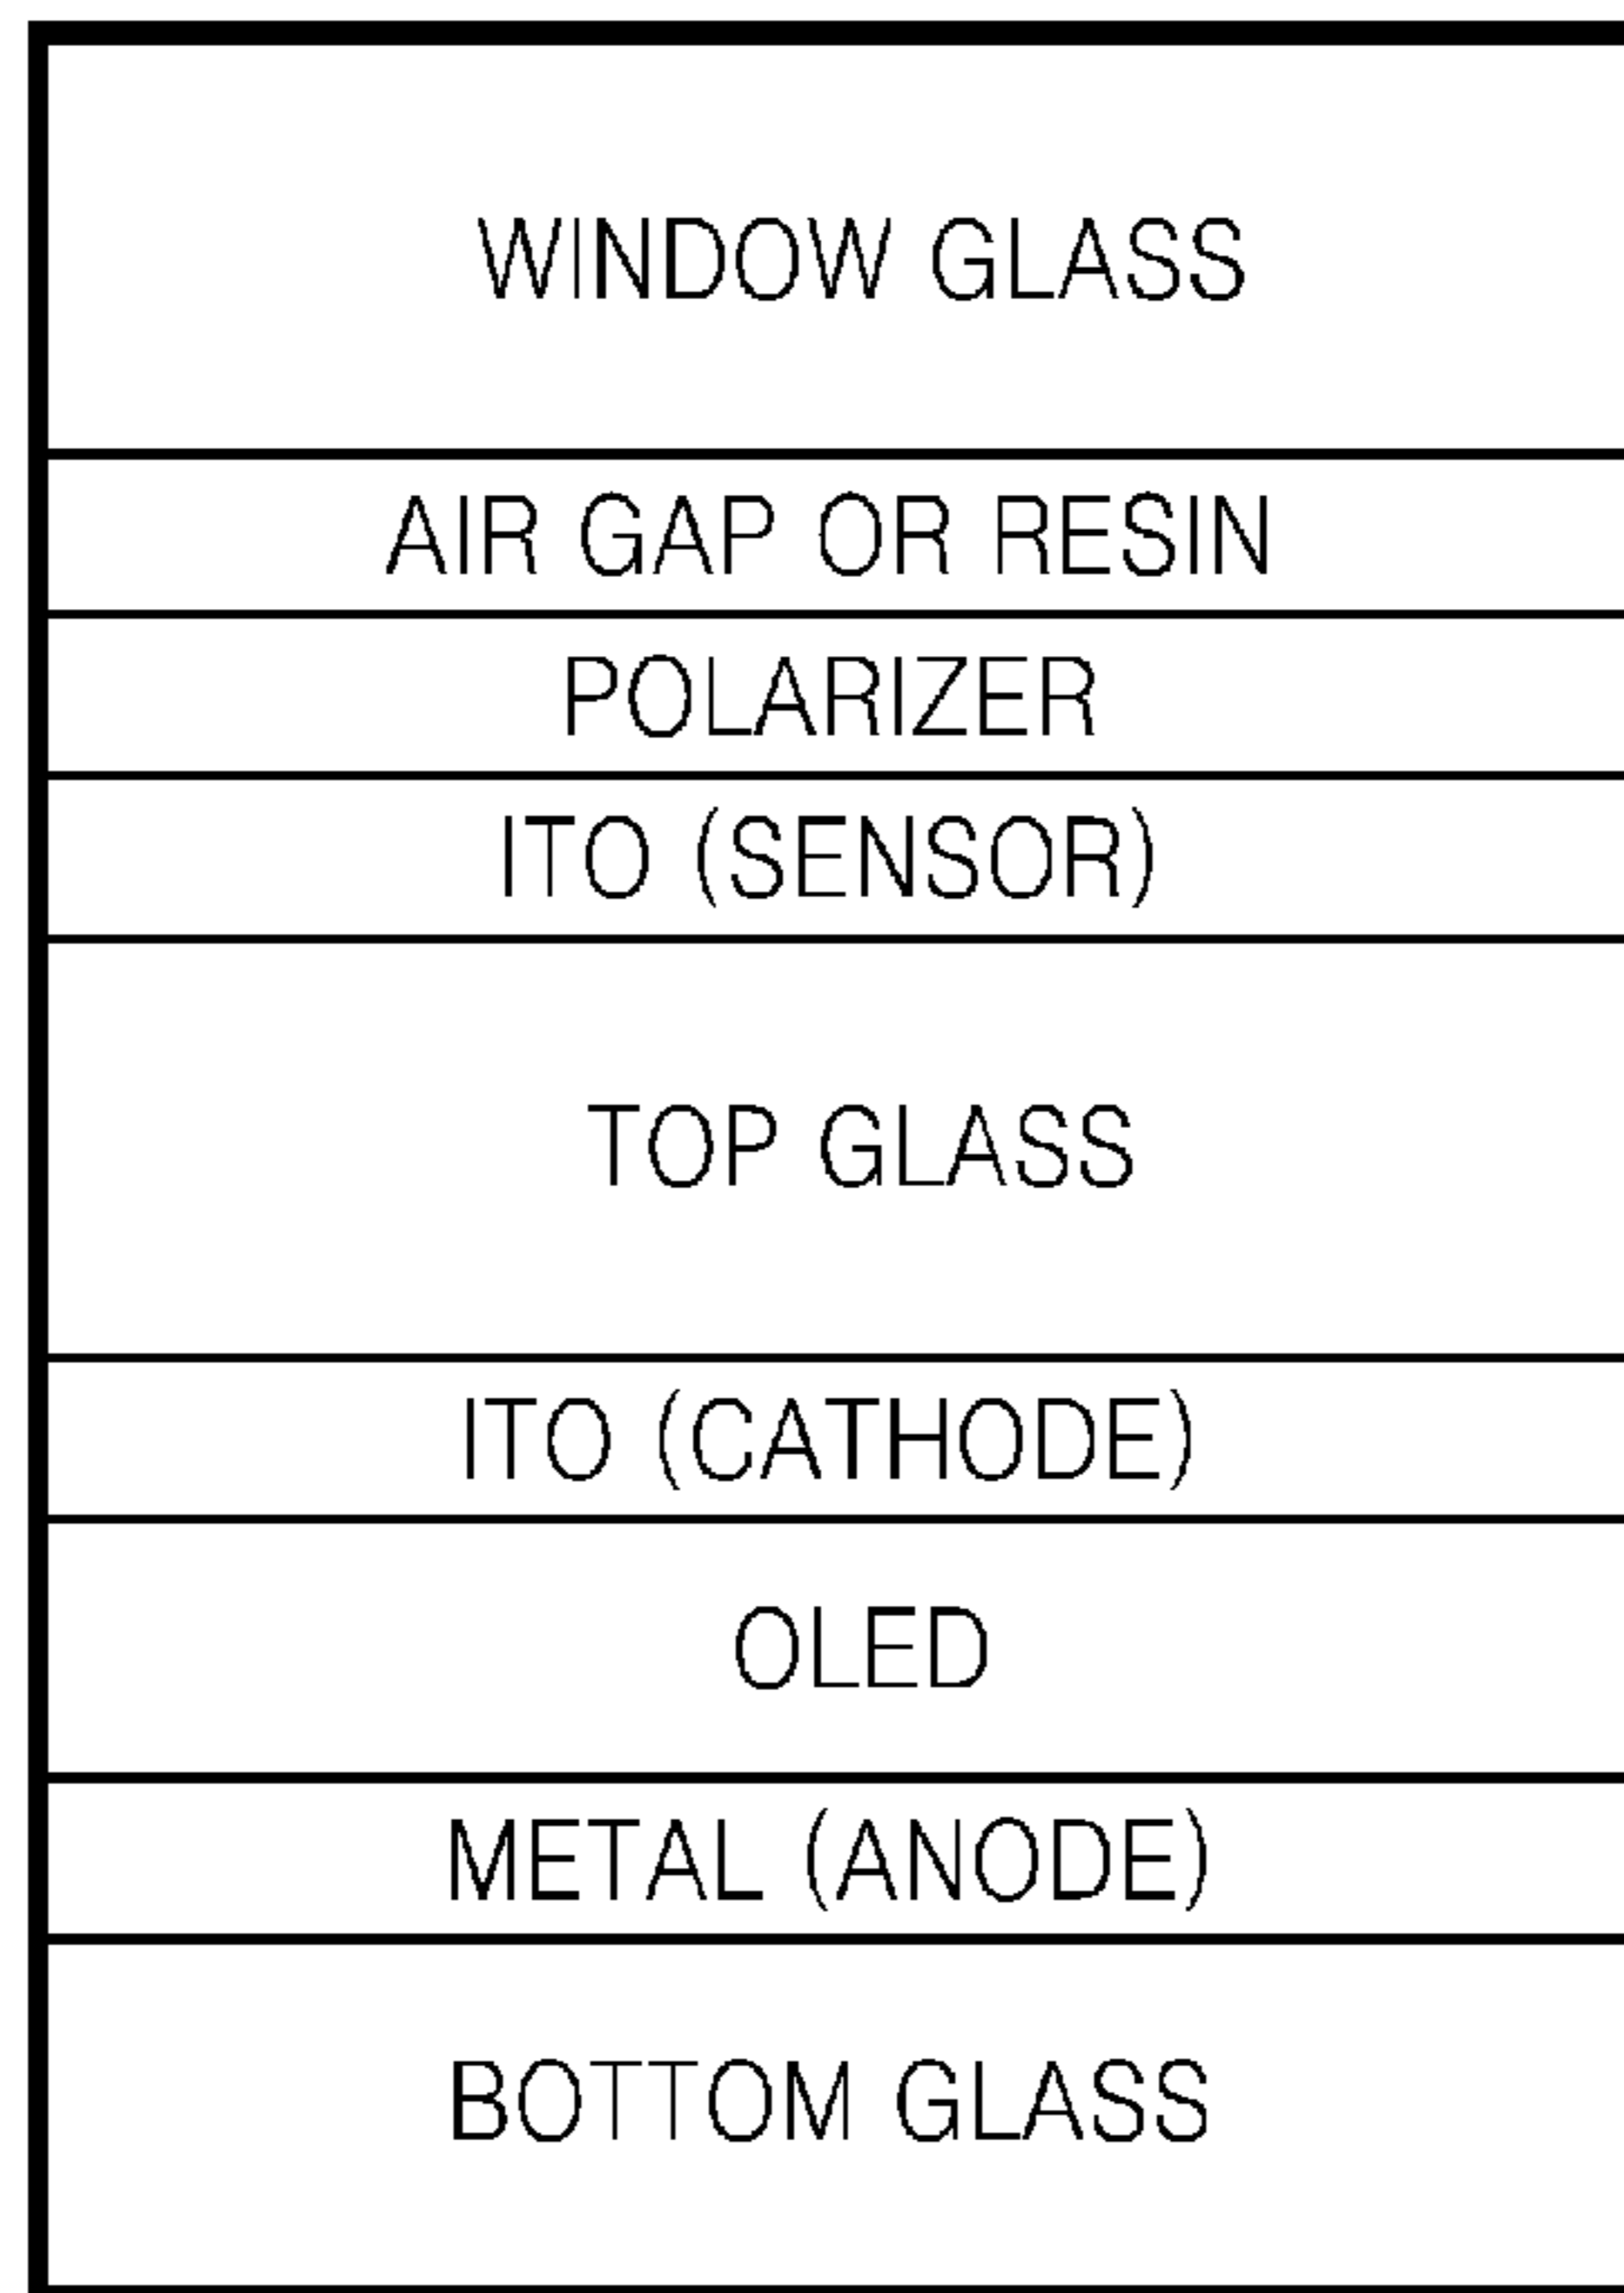 WINDOW GLASS
AIR GAP OR RESIN
POLARIZER
ITO (SENSOR)
TOP GLASS
ITO (CATHODE)
OLED
METAL (ANODE)
BOTTOM GLASS